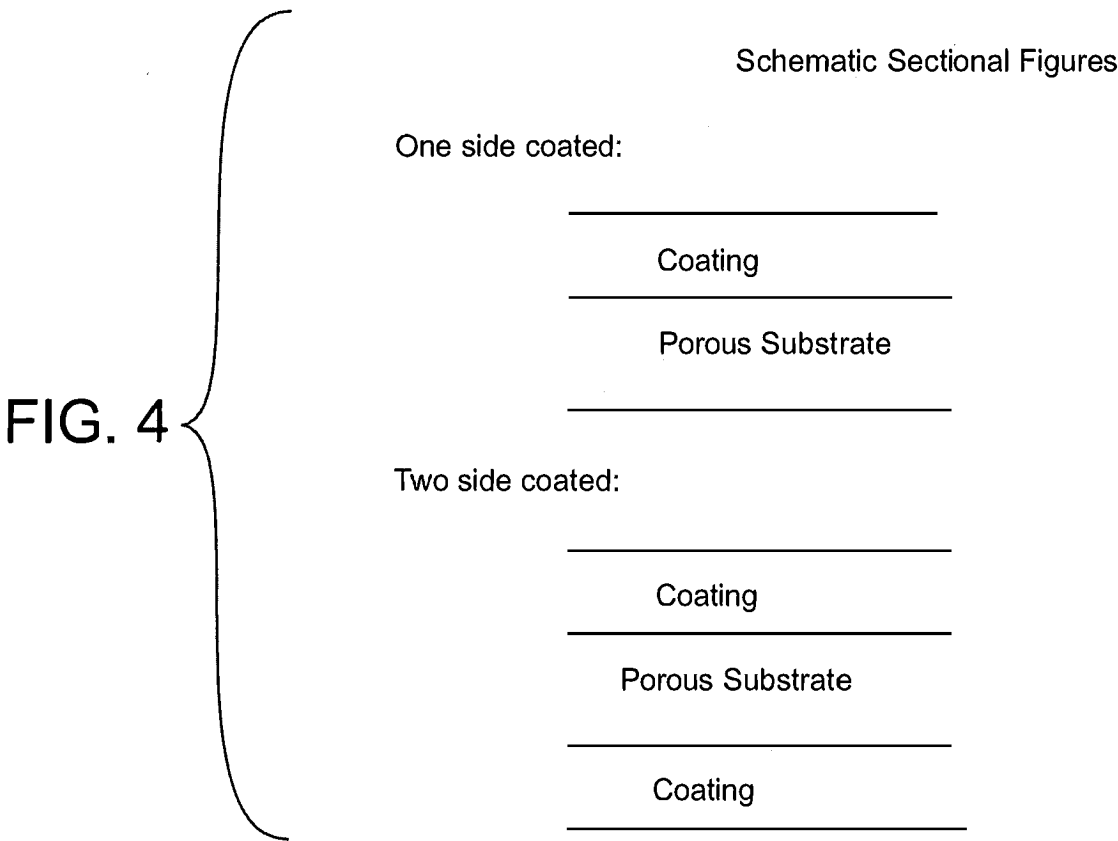 Schematic Sectional Figures
One side coated:
Coating
Porous Substrate
FIG. 4
Two side coated:
Coating
Porous Substrate
Coating